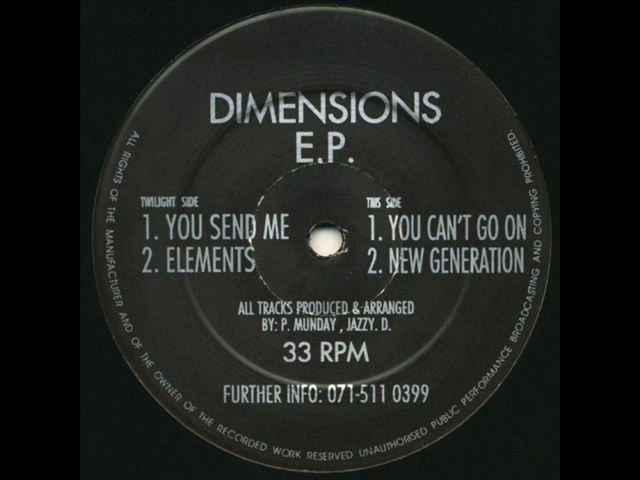 DIMENSIONS
E.P.
TWILIGHT SIDE
1. YOU SEND ME
2. ELEMENTS
THIS SIDE
1. YOU CAN'T GO ON
2. NEW GENERATION
ALL TRACKS PRODUCED & ARRANGED
BY: P. MUNDAY , JAZZY. D.
33 RPM
FURTHER INFO: 071-511 0399
ALL RIGHTS OF THE MANUFACTURER AND OF THE OWNER OF THE RECORDED WORK RESERVED UNAUTHORISED PUBLIC PERFORMANCE BROADCASTING AND COPYING PROHIBITED.